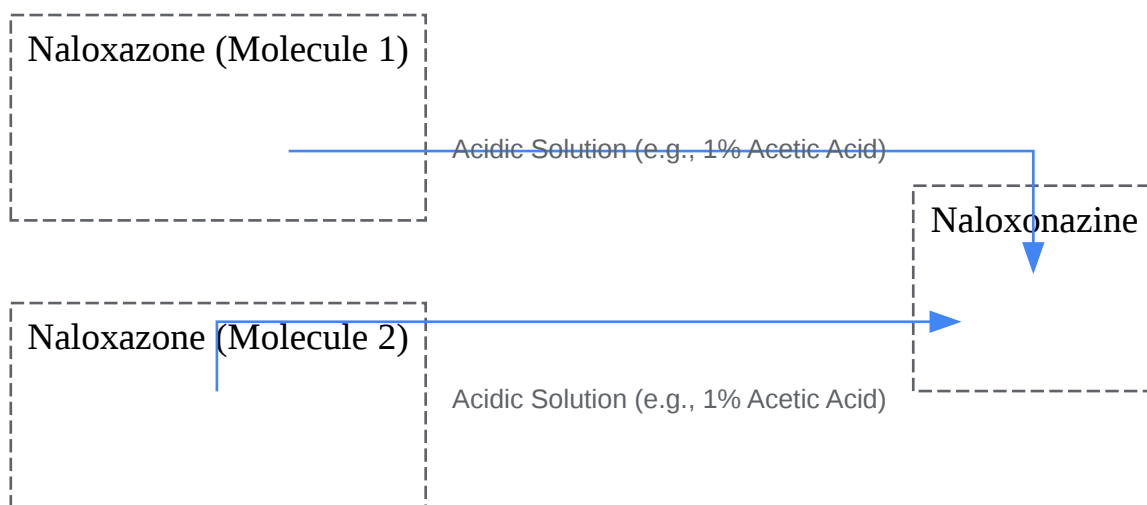 Naloxazone (Molecule 1)
Acidic Solution (e.g., 1% Acetic Acid)
Naloxonazine
Naloxazone (Molecule 2)
Acidic Solution (e.g., 1% Acetic Acid)